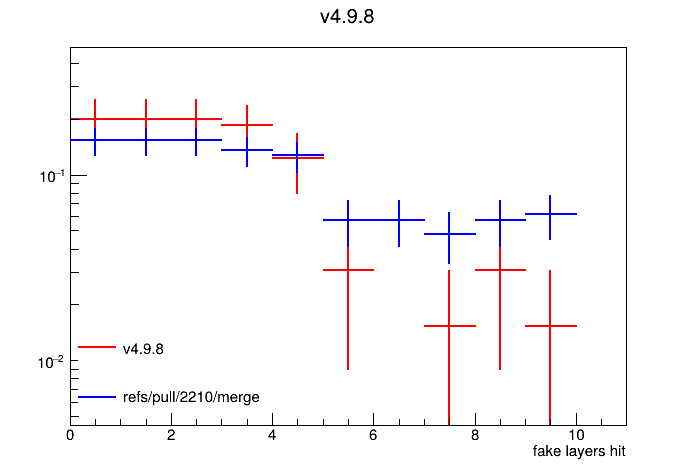 v4.9.8
10⁻¹
10⁻²
v4.9.8
refs/pull/2210/merge
0 2 4 6 8 10
fake layers hit